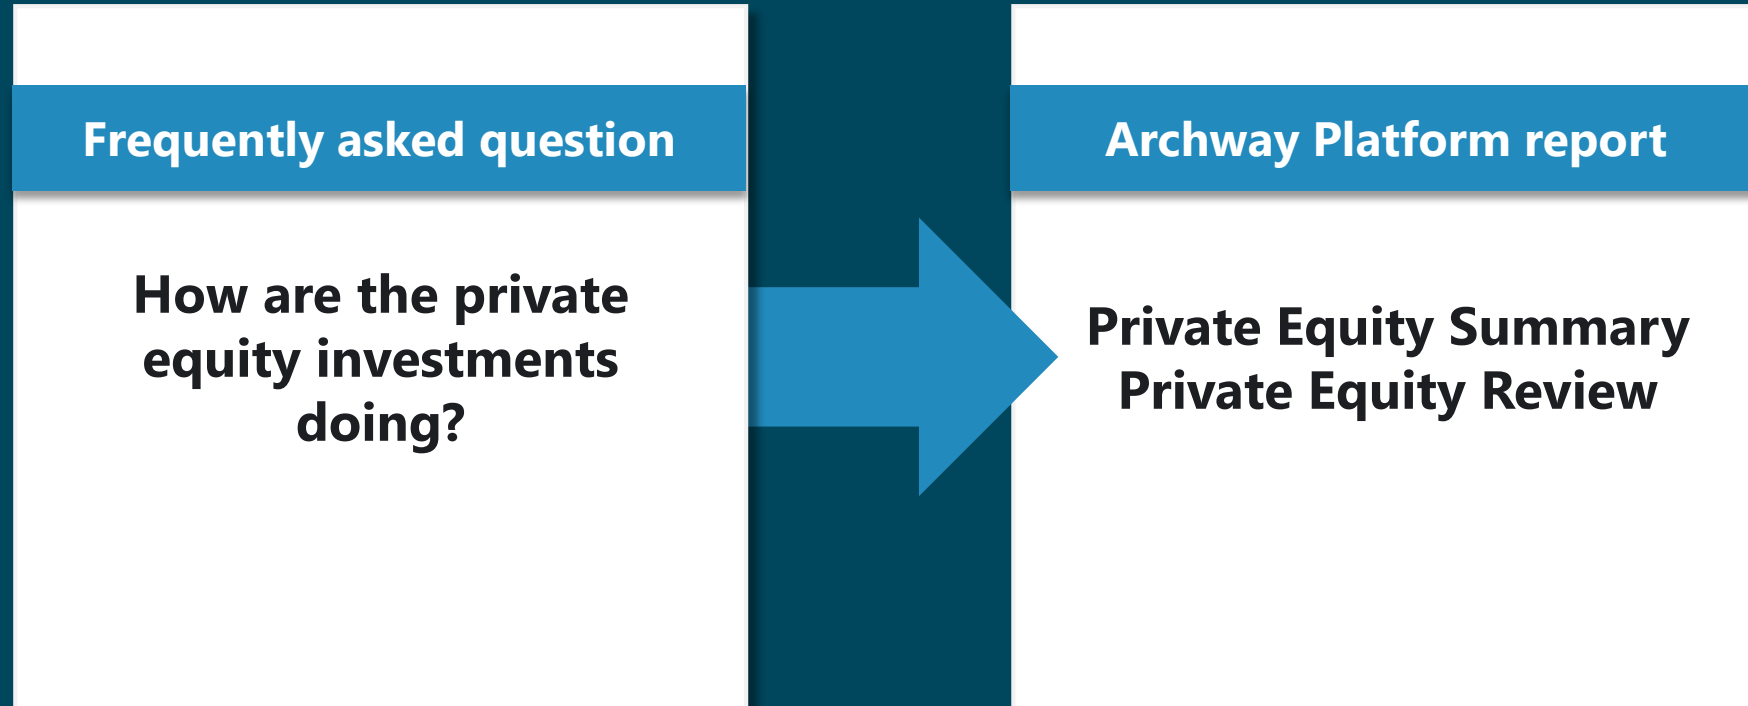 Frequently asked question
How are the private
equity investments
doing?
Archway Platform report
Private Equity Summary
Private Equity Review